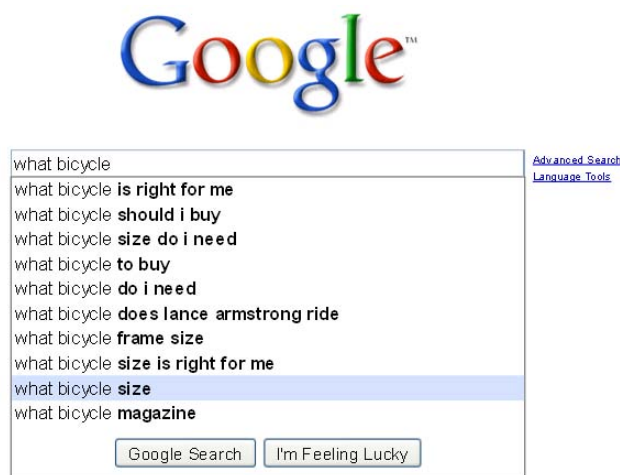 Google™
what bicycle
Advanced Search
Language Tools
what bicycle is right for me
what bicycle should i buy
what bicycle size do i need
what bicycle to buy
what bicycle do i need
what bicycle does lance armstrong ride
what bicycle frame size
what bicycle size is right for me
what bicycle size
what bicycle magazine
Google Search
I'm Feeling Lucky